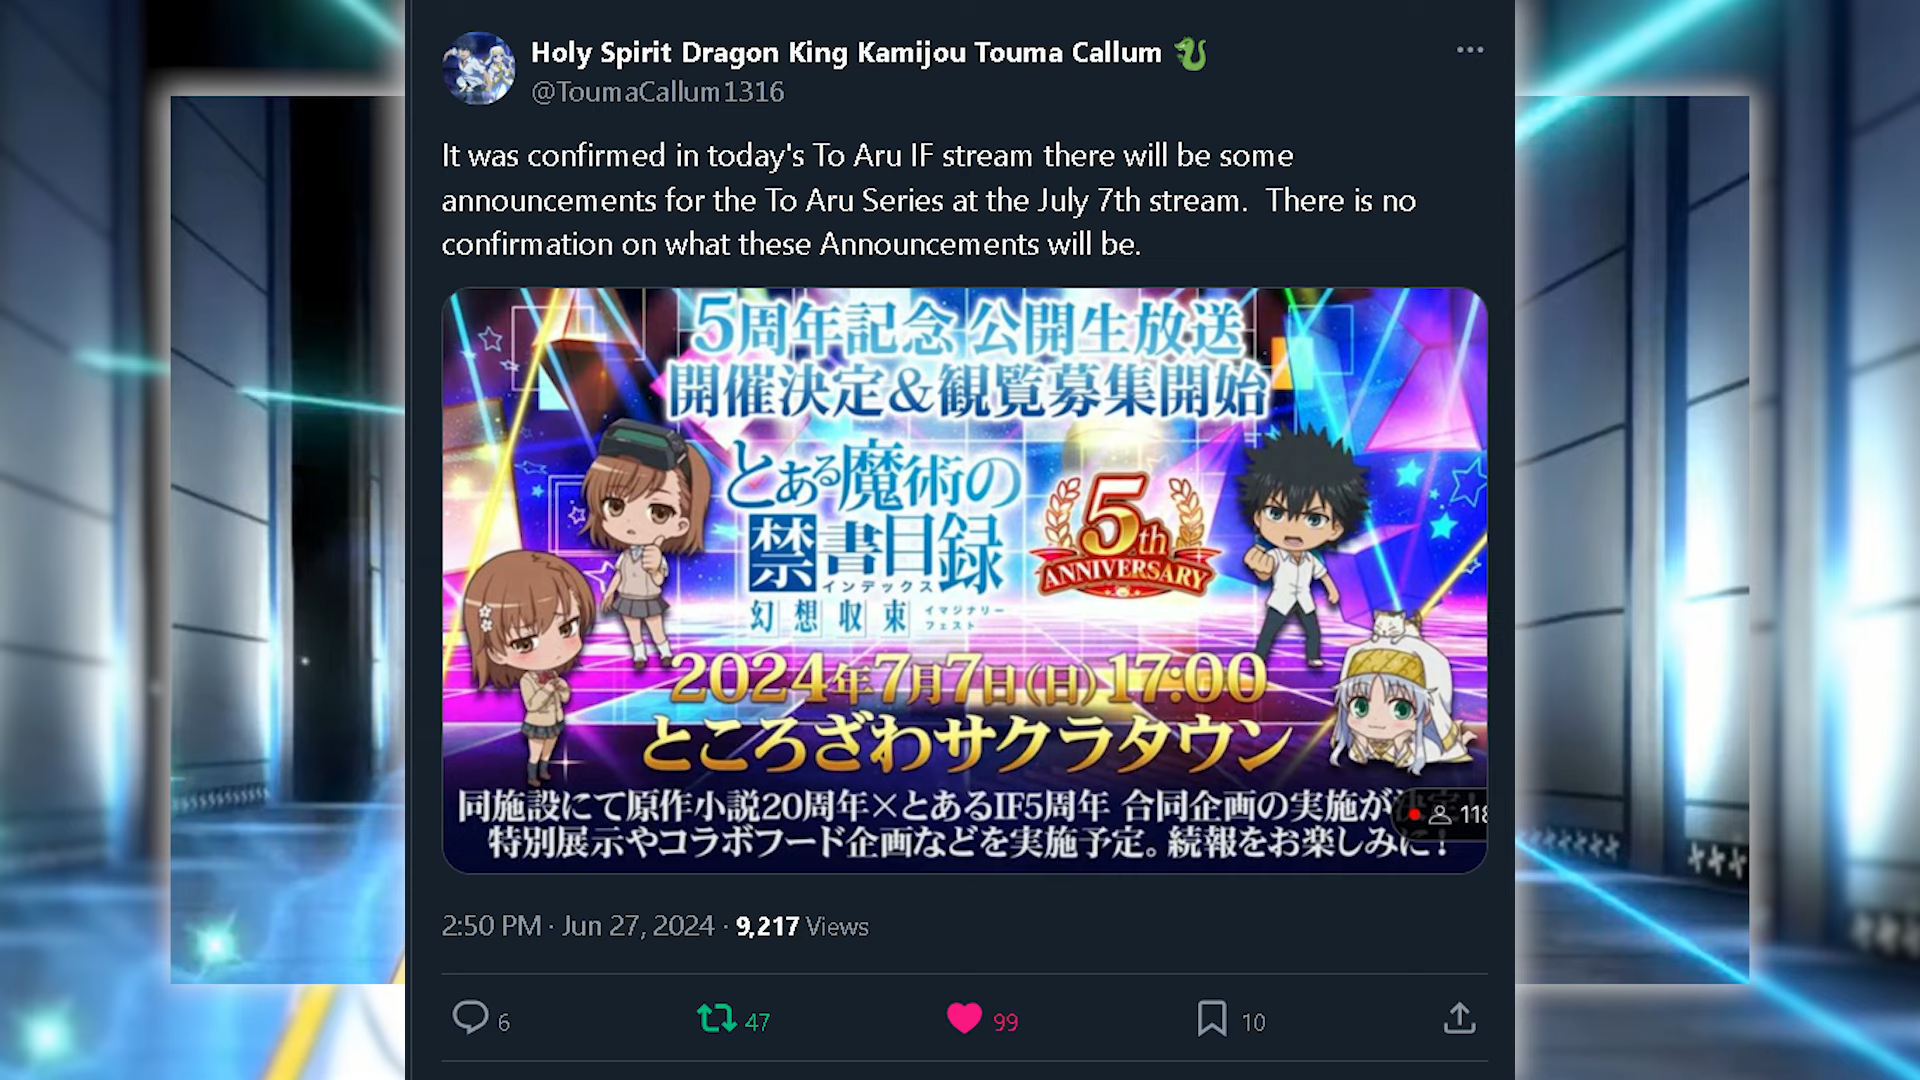 Holy Spirit Dragon King Kamijou Touma Callum
@ToumaCallum1316
It was confirmed in today's To Aru IF stream there will be some
announcements for the To Aru Series at the July 7th stream.  There is no
confirmation on what these Announcements will be.
5周年記念 公開生放送
開催決定&観覧募集開始
とある魔術の
禁書目録
インデックス
幻想収束
イマジナリー
フェスト
5th
ANNIVERSARY
2024年7月7日(日)17:00
ところざわサクラタウン
同施設にて原作小説20周年×とあるIF5周年 合同企画の実施が決定!
118
特別展示やコラボフード企画などを実施予定。続報をお楽しみに!
2:50 PM · Jun 27, 2024 · 9,217 Views
6
47
99
10